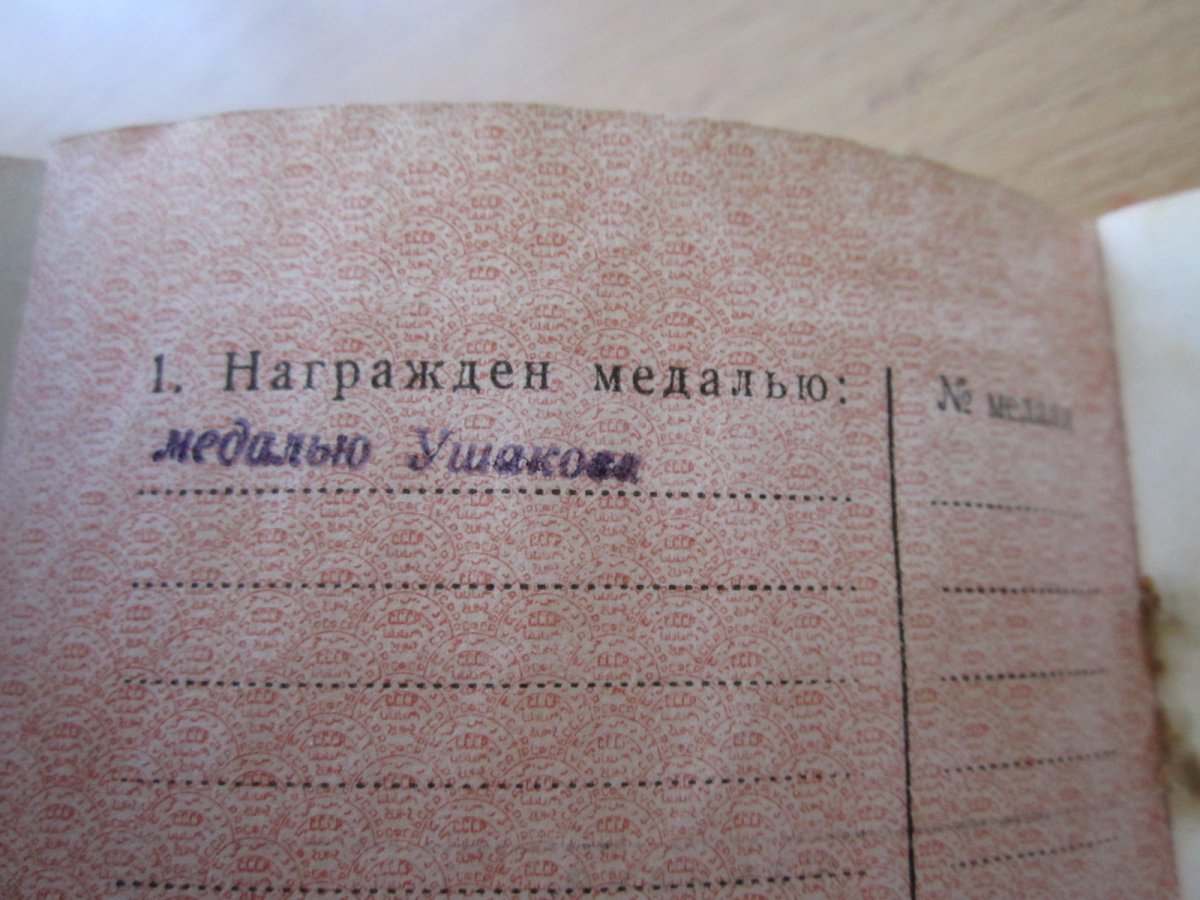 1. Награжден медалью:
№ медали
медалью Ушакова